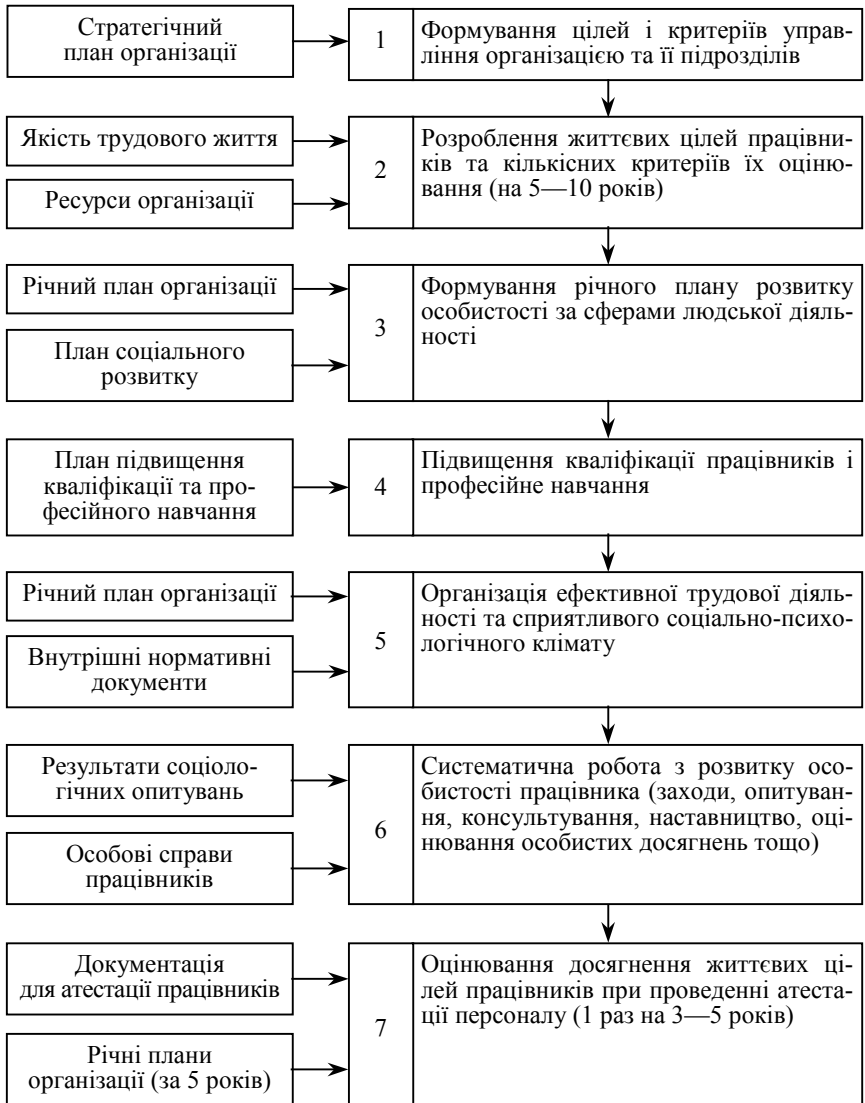 Стратегічний
план організації
1
Формування цілей і критеріїв управ-
ління організацією та її підрозділів
Якість трудового життя
Ресурси організації
2
Розроблення життєвих цілей працівни-
ків та кількісних критеріїв їх оціню-
вання (на 5—10 років)
Річний план організації
План соціального
розвитку
3
Формування річного плану розвитку
особистості за сферами людської діяль-
ності
План підвищення
кваліфікації та про-
фесійного навчання
4
Підвищення кваліфікації працівників і
професійне навчання
Річний план організації
Внутрішні нормативні
документи
5
Організація ефективної трудової діяль-
ності та сприятливого соціально-психо-
логічного клімату
Результати соціоло-
гічних опитувань
Особові справи
працівників
6
Систематична робота з розвитку осо-
бистості працівника (заходи, опитуван-
ня, консультування, наставництво, оці-
нювання особистих досягнень тощо)
Документація
для атестації працівників
Річні плани
організації (за 5 років)
7
Оцінювання досягнення життєвих ці-
лей працівників при проведенні атеста-
ції персоналу (1 раз на 3—5 років)